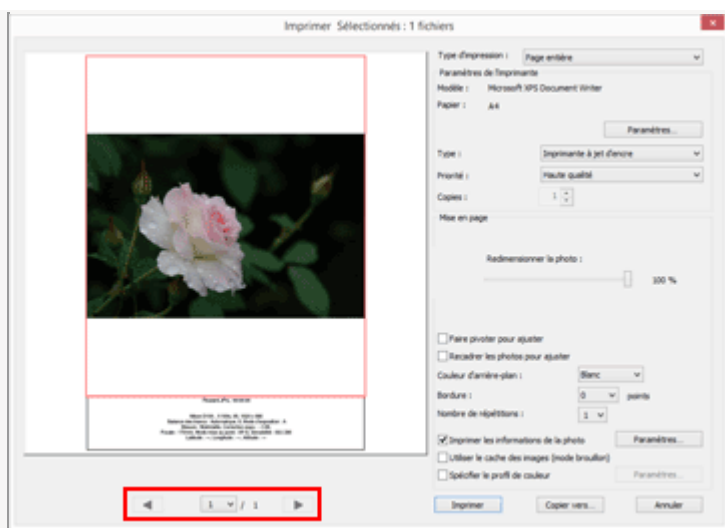 Imprimer Sélectionnés : 1 fichiers
Type d'impression : Page entière
Paramètres de l'imprimante
Modèle : Microsoft XPS Document Writer
Papier : A4
Paramètres...
Type : Imprimante à jet d'encre
Priorité : Haute qualité
Copies : 1
Mise en page
Redimensionner la photo :
100 %
Faire pivoter pour ajuster
Recadrer les photos pour ajuster
Couleur d'arrière-plan : Blanc
Bordure : 0 points
Nombre de répétitions : 1
Imprimer les informations de la photo Paramètres...
Utiliser le cache des images (mode brouillon)
Spécifier le profil de couleur Paramètres...
1 / 1
Imprimer Copier vers... Annuler